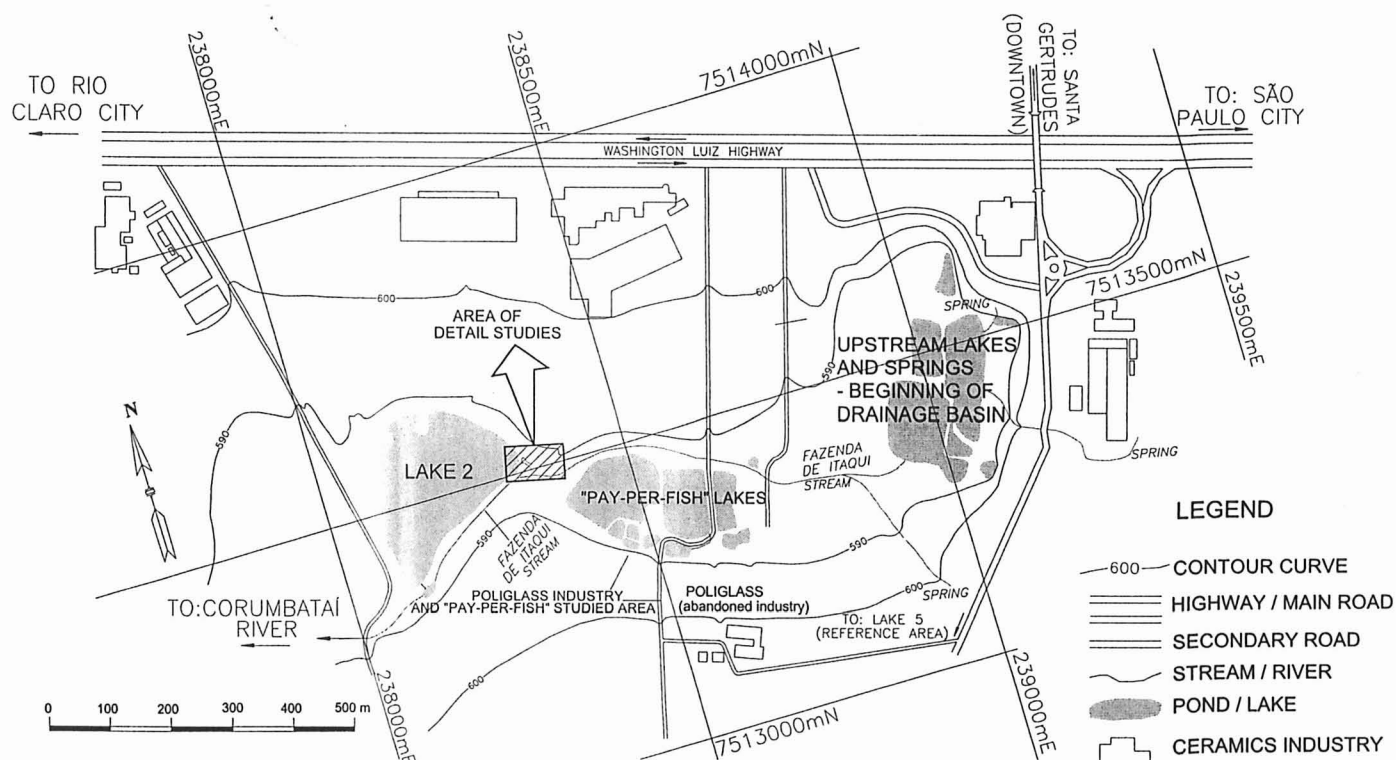 TO RIO
CLARO CITY
238000mE
238500mE
7514000mN
TO: SANTA
GERTRUDES
(DOWNTOWN)
TO: SÃO
PAULO CITY
WASHINGTON LUIZ HIGHWAY
7513500mN
239500mE
600
600
AREA OF
DETAIL STUDIES
SPRING
UPSTREAM LAKES
AND SPRINGS
- BEGINNING OF
DRAINAGE BASIN
590
590
N
LAKE 2
"PAY-PER-FISH" LAKES
FAZENDA
DE ITAQUI
STREAM
SPRING
590
FAZENDA
DE ITAQUI
STREAM
590
POLIGLASS INDUSTRY
AND "PAY-PER-FISH" STUDIED AREA
POLIGLASS
(abandoned industry)
600
SPRING
TO: LAKE 5
(REFERENCE AREA)
TO:CORUMBATAÍ
RIVER
600
238000mE
7513000mN
239000mE
0 100 200 300 400 500 m
LEGEND
600 CONTOUR CURVE
HIGHWAY / MAIN ROAD
SECONDARY ROAD
STREAM / RIVER
POND / LAKE
CERAMICS INDUSTRY